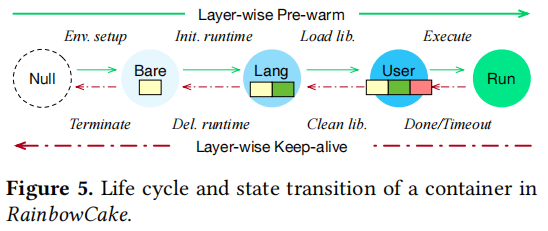 Layer-wise Pre-warm
Env. setup Init. runtime Load lib. Execute
Null Bare Lang User Run
Terminate Del. runtime Clean lib. Done/Timeout
Layer-wise Keep-alive
Figure 5. Life cycle and state transition of a container in
RainbowCake.